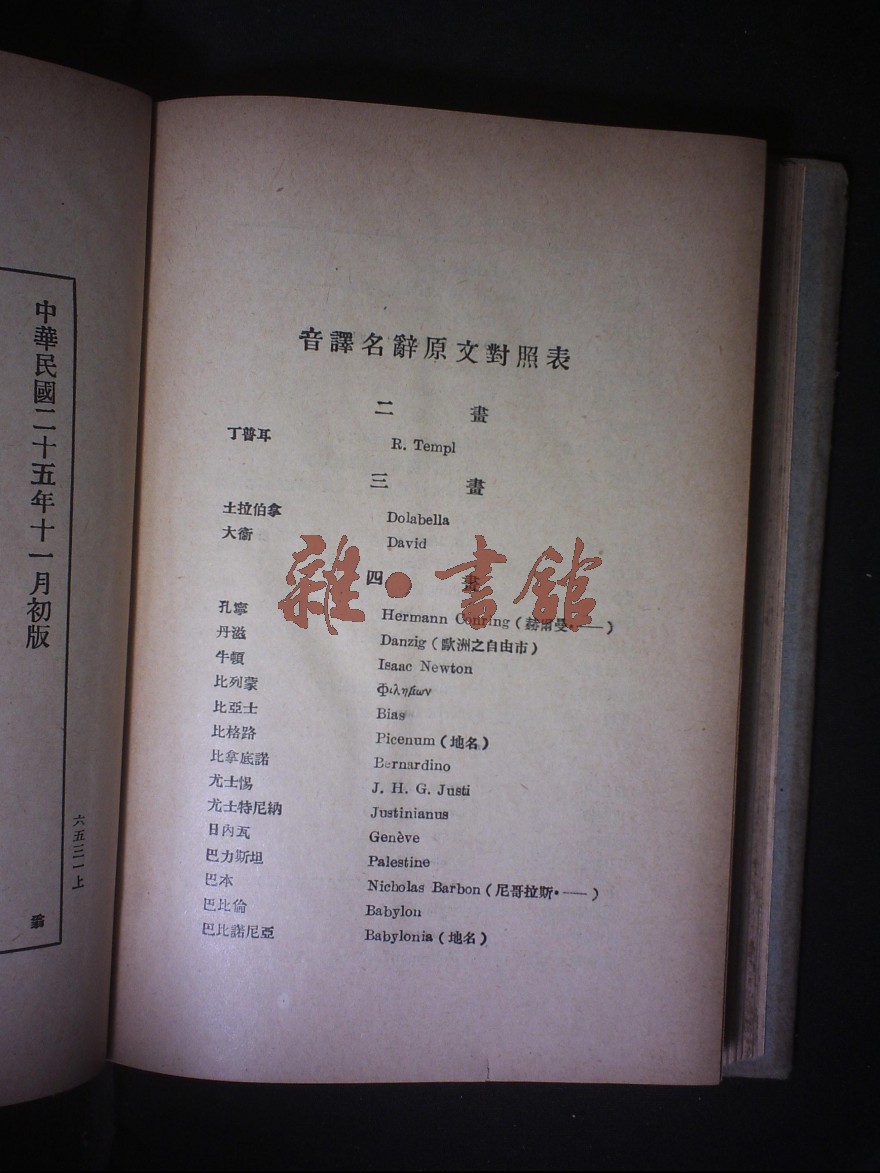 音譯名辭原文對照表
二 畫
丁普耳 R. Templ
三 畫
土拉伯拿 Dolabella
大衞 David
四 畫
孔寧 Hermann Conring (赫爾曼·——)
丹滋 Danzig (歐洲之自由市)
牛頓 Isaac Newton
比列蒙 Φιλημων
比亞士 Bias
比格路 Picenum (地名)
比拿底諾 Bernardino
尤士惕 J. H. G. Justi
尤士特尼納 Justinianus
日內瓦 Genève
巴力斯坦 Palestine
巴本 Nicholas Barbon (尼哥拉斯·——)
巴比倫 Babylon
巴比諾尼亞 Babylonia (地名)
中華民國二十五年十一月初版
六五三一上
雜·書館